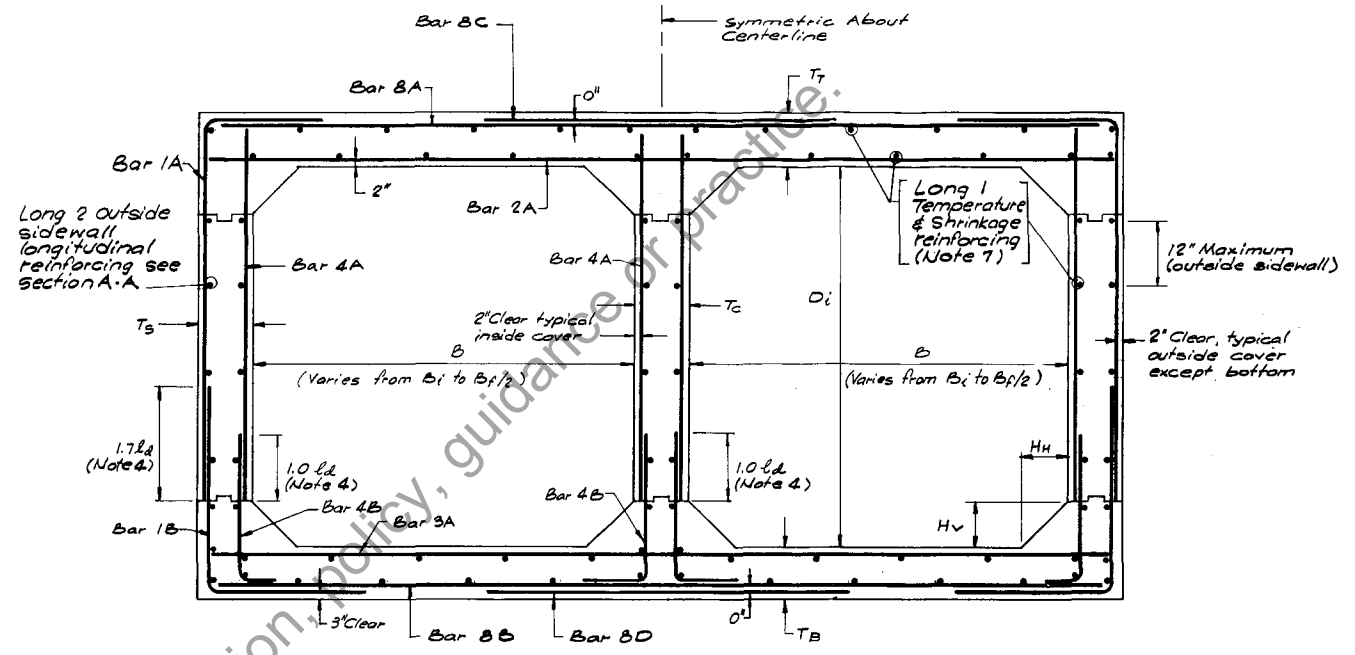 Bar 8C
Symmetric About
Centerline
Bar 8A
0"
TT
Bar 1A
2"
Bar 2A
Long 2 outside
sidewall
longitudinal
reinforcing see
section A-A
Bar 4A
Bar 4A
Long 1
Temperature
& Shrinkage
reinforcing
(Note 7)
12" Maximum
(outside sidewall)
Ts
2" Clear typical
inside cover
Tc
Di
B
(Varies from Bi to Bf/2)
B
(Varies from Bi to Bf/2)
2" Clear, typical
outside cover
except bottom
1.7ld
(Note 4)
1.0 ld
(Note 4)
1.0 ld
(Note 4)
HH
Bar 4B
Bar 4B
Bar 3A
Bar 1B
Hv
3" Clear
Bar 8B
Bar 8D
0"
TB
ion, policy, guidance or practice.